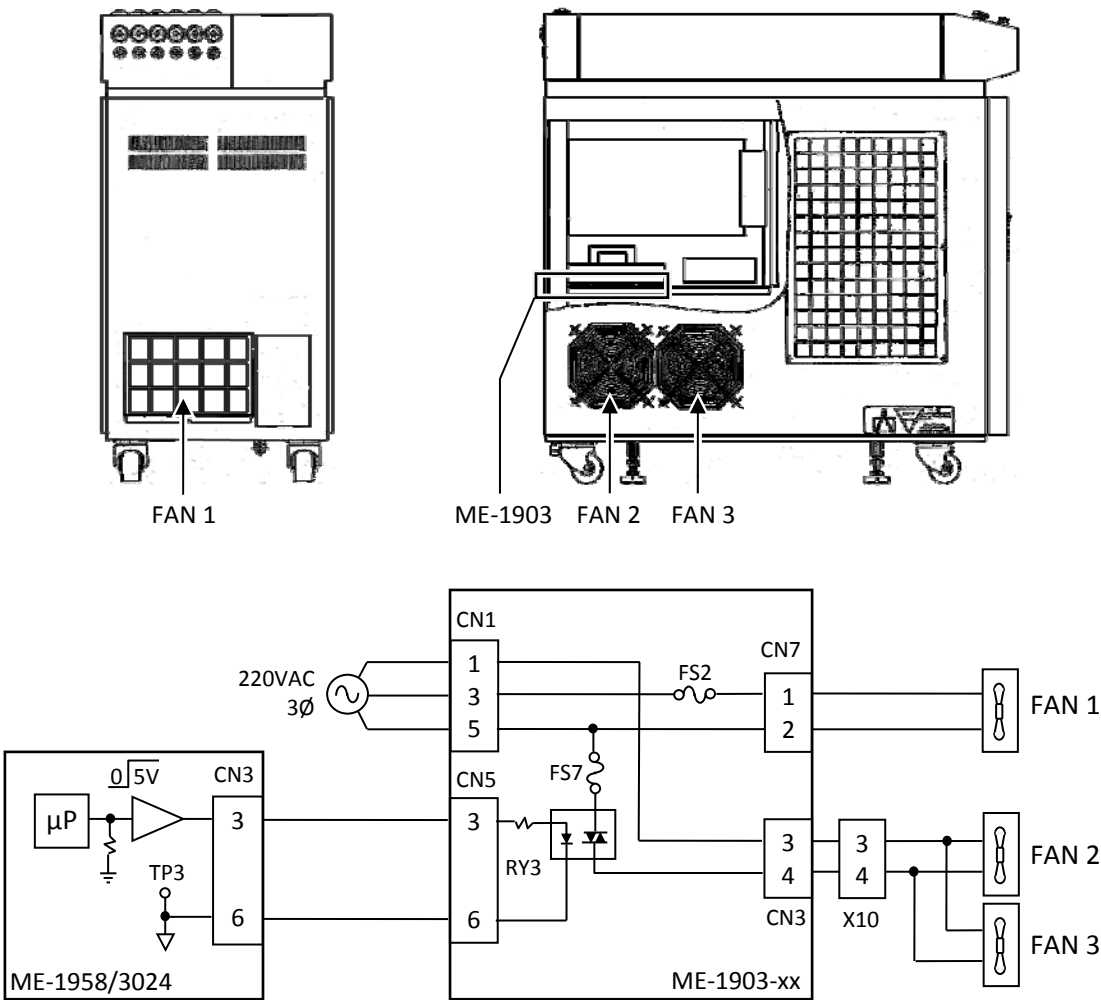 FAN 1
ME-1903
FAN 2
FAN 3
CN1
1
3
5
220VAC
3Ø
FS2
CN7
1
2
FAN 1
0 5V
CN3
µP
3
TP3
6
ME-1958/3024
CN5
3
6
FS7
RY3
3
4
CN3
ME-1903-xx
3
4
X10
FAN 2
FAN 3